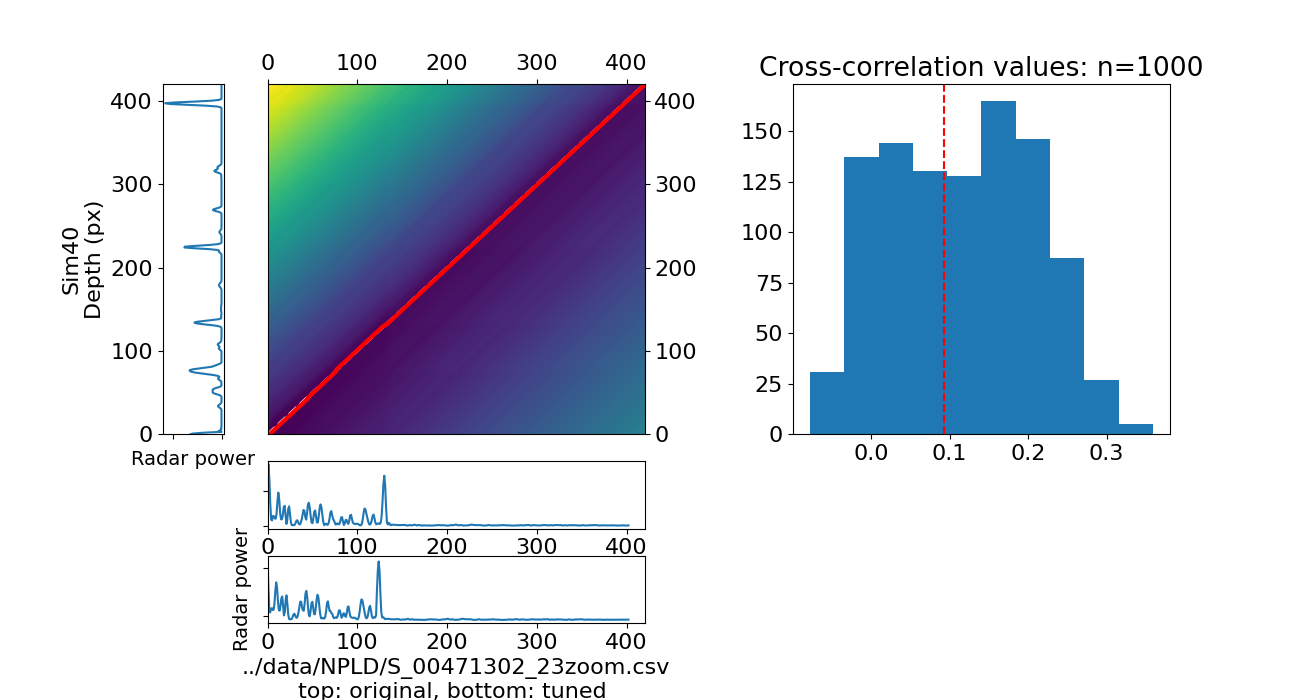 0 100 200 300 400
Cross-correlation values: n=1000
400
300
200
100
0
Sim40
Depth (px)
Radar power
400
300
200
100
0
150
125
100
75
50
25
0
0.0 0.1 0.2 0.3
0 100 200 300 400
Radar power
0 100 200 300 400
../data/NPLD/S_00471302_23zoom.csv
top: original, bottom: tuned